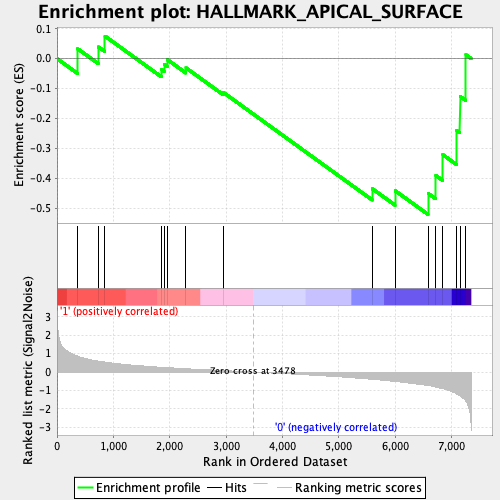 Enrichment plot: HALLMARK_APICAL_SURFACE
Enrichment score (ES)
0.1
0.0
-0.1
-0.2
-0.3
-0.4
-0.5
'1' (positively correlated)
Ranked list metric (Signal2Noise)
3
2
1
0
-1
-2
-3
Zero cross at 3478
'0' (negatively correlated)
0 1,000 2,000 3,000 4,000 5,000 6,000 7,000
Rank in Ordered Dataset
Enrichment profile Hits Ranking metric scores